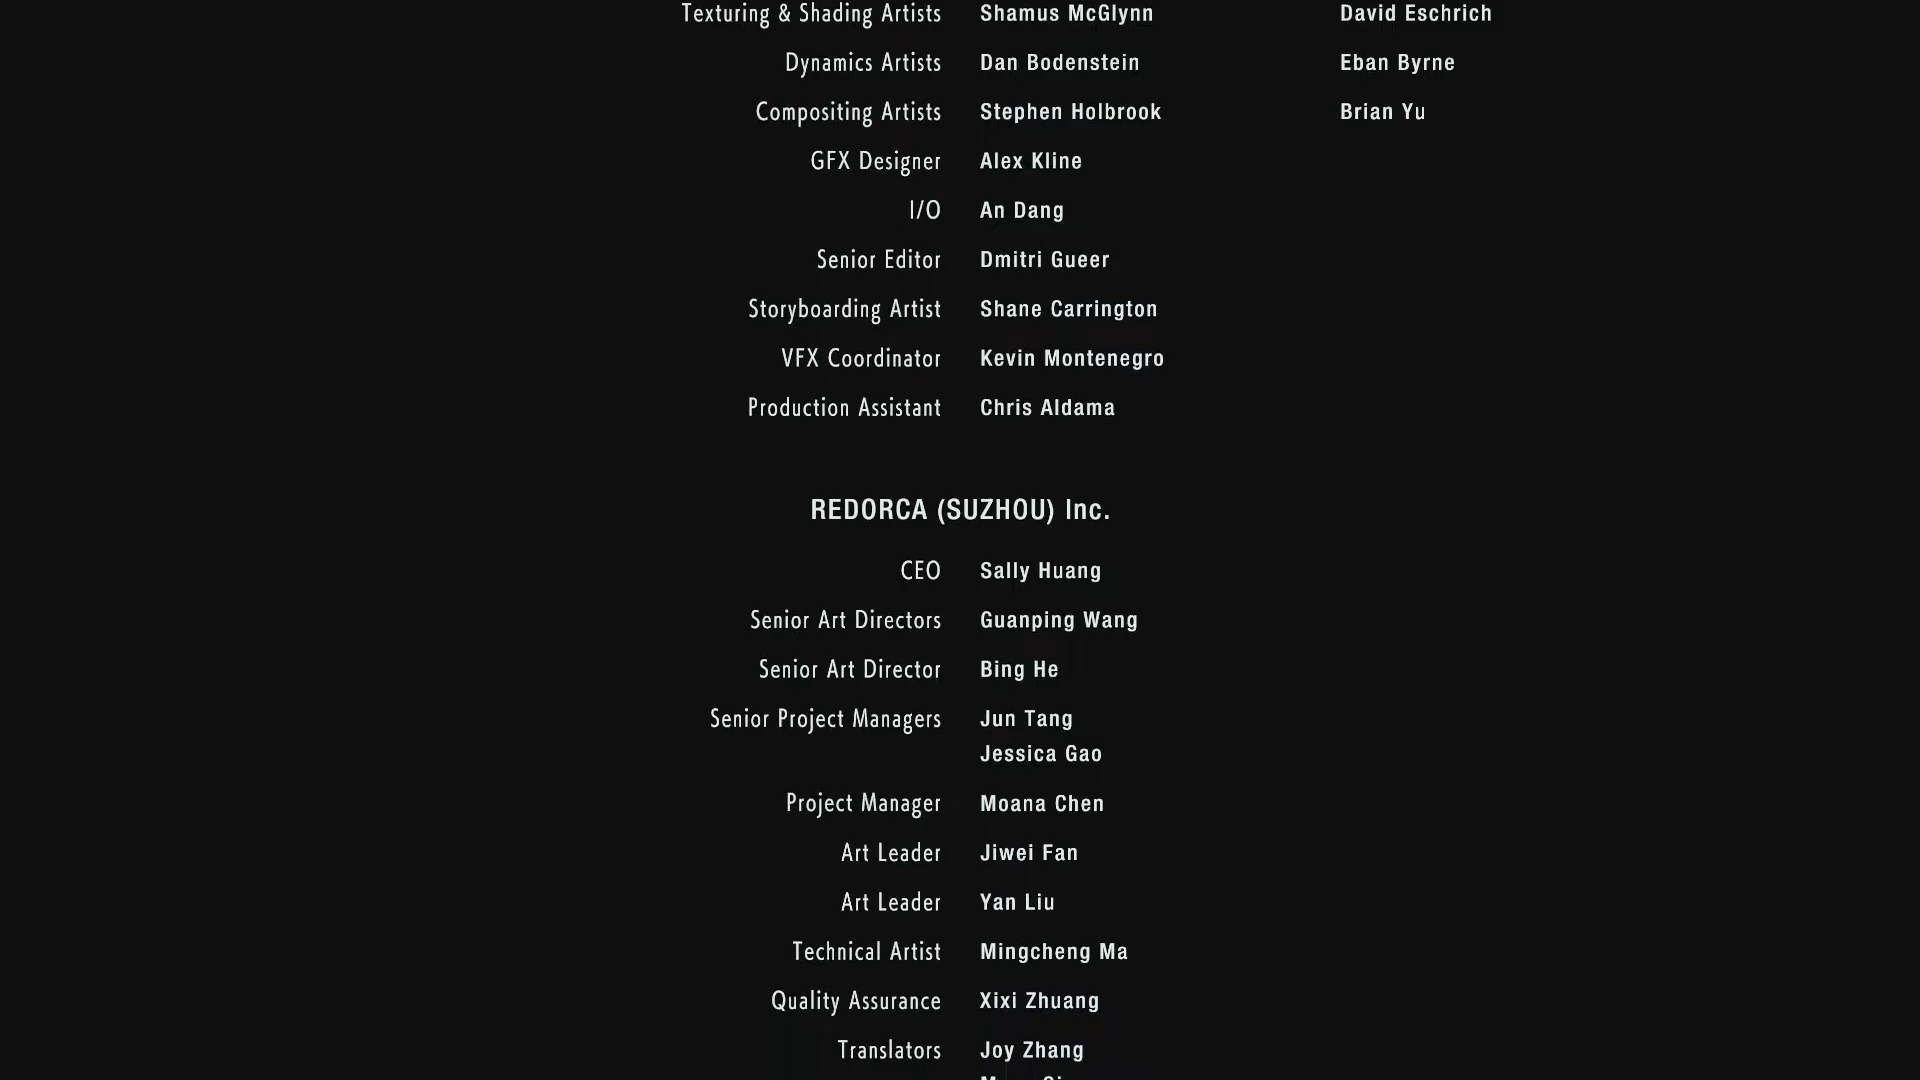 Texturing & Shading Artists Shamus McGlynn David Eschrich
Dynamics Artists Dan Bodenstein Eban Byrne
Compositing Artists Stephen Holbrook Brian Yu
GFX Designer Alex Kline
I/O An Dang
Senior Editor Dmitri Gueer
Storyboarding Artist Shane Carrington
VFX Coordinator Kevin Montenegro
Production Assistant Chris Aldama
REDORCA (SUZHOU) Inc.
CEO Sally Huang
Senior Art Directors Guanping Wang
Senior Art Director Bing He
Senior Project Managers Jun Tang
Jessica Gao
Project Manager Moana Chen
Art Leader Jiwei Fan
Art Leader Yan Liu
Technical Artist Mingcheng Ma
Quality Assurance Xixi Zhuang
Translators Joy Zhang